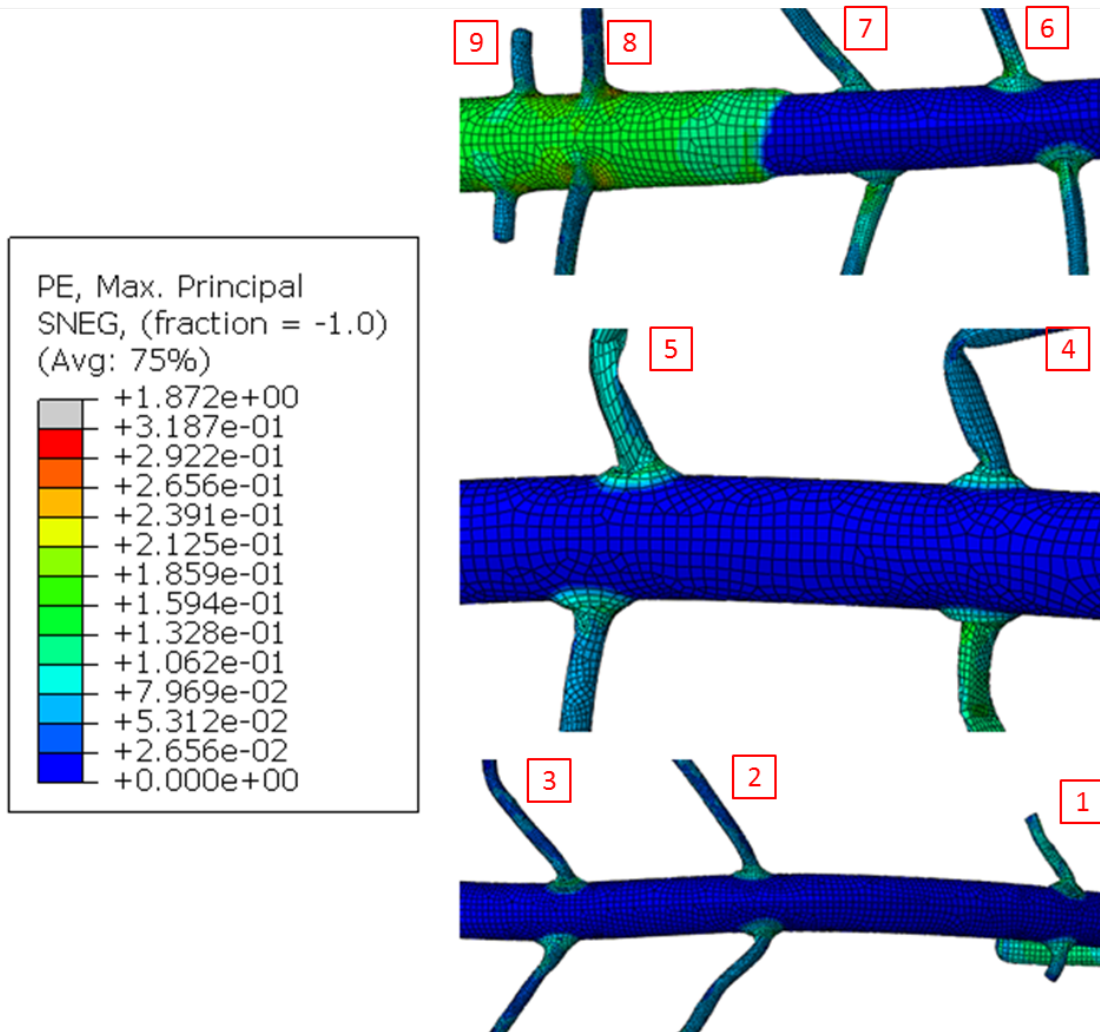 9
8
7
6
PE, Max. Principal
SNEG, (fraction = -1.0)
(Avg: 75%)
+1.872e+00
+3.187e-01
+2.922e-01
+2.656e-01
+2.391e-01
+2.125e-01
+1.859e-01
+1.594e-01
+1.328e-01
+1.062e-01
+7.969e-02
+5.312e-02
+2.656e-02
+0.000e+00
5
4
3
2
1